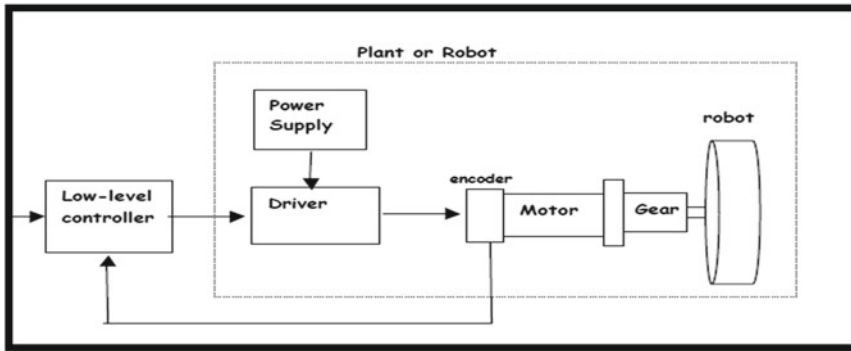 Plant or Robot
Power
Supply
robot
encoder
Low-level
controller
Driver
Motor
Gear